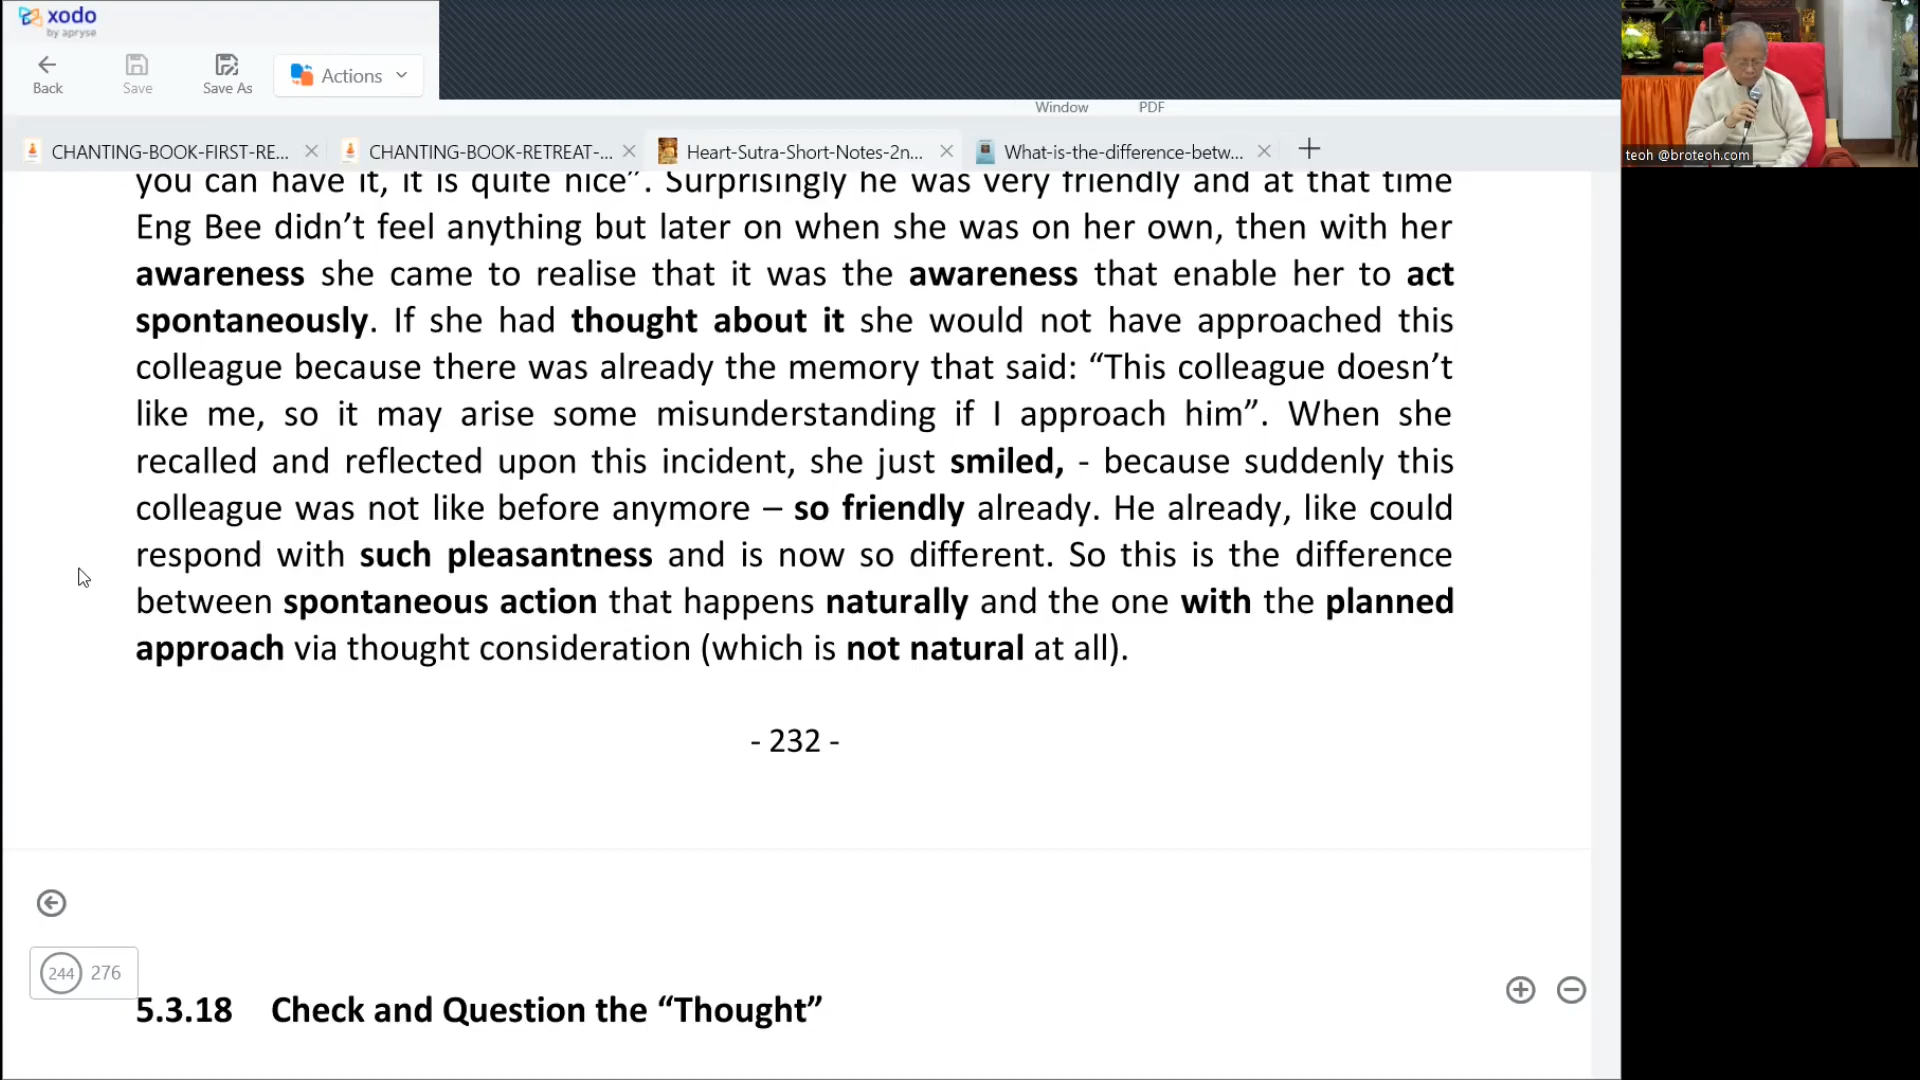 xodo
by apryse
Back
Save
Save As
Actions
Window
PDF
CHANTING-BOOK-FIRST-RE...
CHANTING-BOOK-RETREAT-...
Heart-Sutra-Short-Notes-2n...
What-is-the-difference-betw...
teoh @broteoh.com
you can have it, it is quite nice”. Surprisingly he was very friendly and at that time
Eng Bee didn’t feel anything but later on when she was on her own, then with her
awareness she came to realise that it was the awareness that enable her to act
spontaneously. If she had thought about it she would not have approached this
colleague because there was already the memory that said: “This colleague doesn’t
like me, so it may arise some misunderstanding if I approach him”. When she
recalled and reflected upon this incident, she just smiled, - because suddenly this
colleague was not like before anymore – so friendly already. He already, like could
respond with such pleasantness and is now so different. So this is the difference
between spontaneous action that happens naturally and the one with the planned
approach via thought consideration (which is not natural at all).
- 232 -
244 276
5.3.18 Check and Question the “Thought”